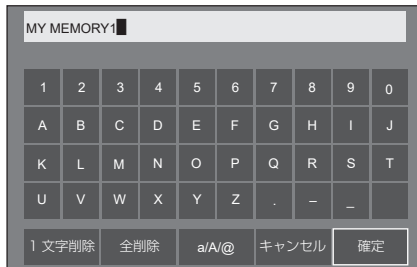 MY MEMORY1
1 2 3 4 5 6 7 8 9 0
A B C D E F G H I J
K L M N O P Q R S T
U V W X Y Z . – _
1 文字削除 全削除 a/A/@ キャンセル 確定